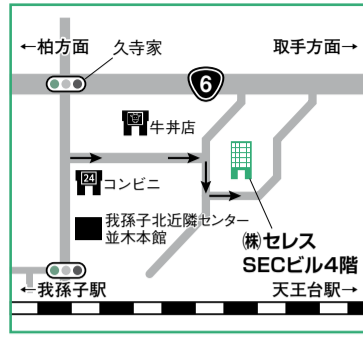 ←柏方面
久寺家
取手方面→
6
牛丼店
24
コンビニ
我孫子北近隣センター
並木本館
㈱セレス
SECビル4階
←我孫子駅
天王台駅→